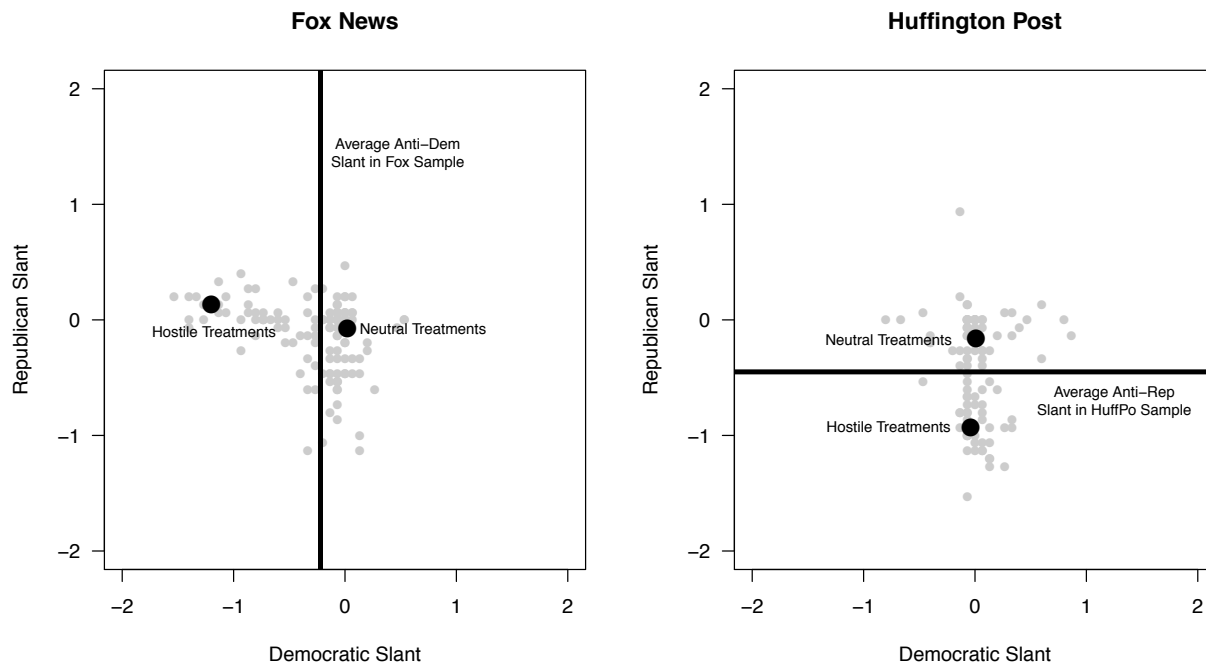 Fox News
Republican Slant
2
1
0
−1
−2
Average Anti−Dem
Slant in Fox Sample
Hostile Treatments
Neutral Treatments
−2
−1
0
1
2
Democratic Slant
Huffington Post
Republican Slant
2
1
0
−1
−2
Neutral Treatments
Average Anti−Rep
Slant in HuffPo Sample
Hostile Treatments
−2
−1
0
1
2
Democratic Slant